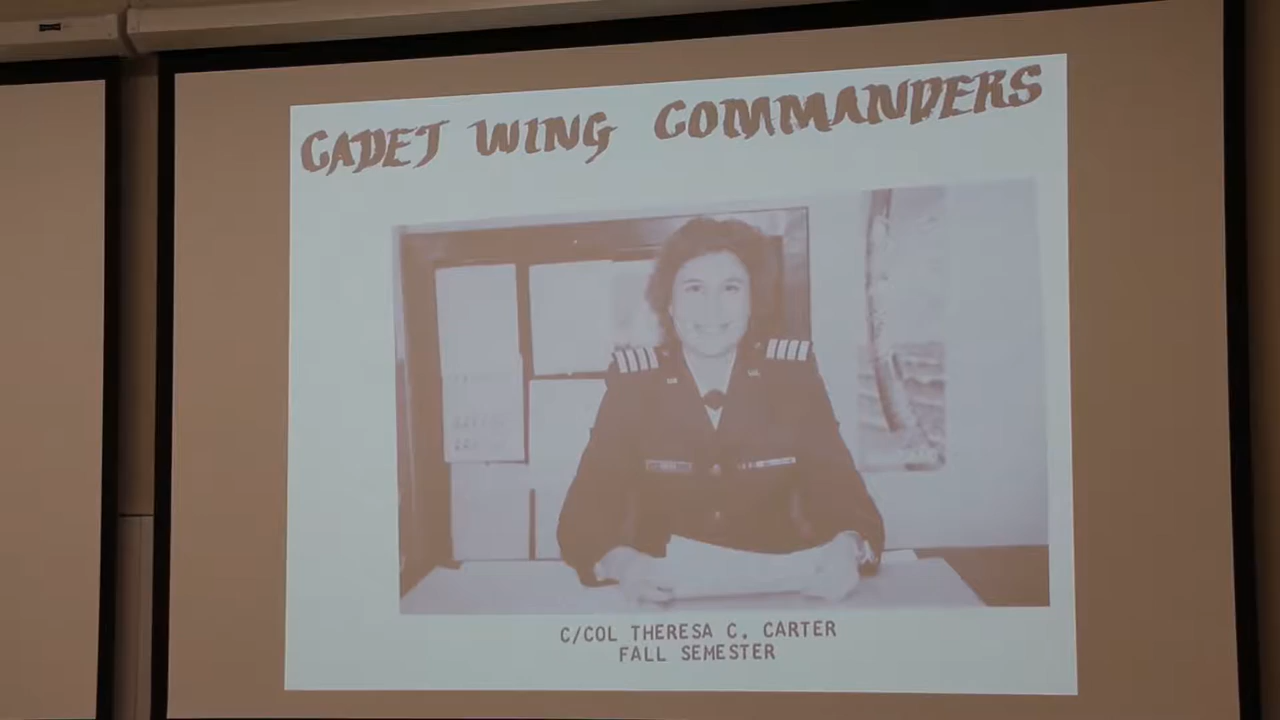 CADET WING COMMANDERS
C/COL THERESA C. CARTER
FALL SEMESTER